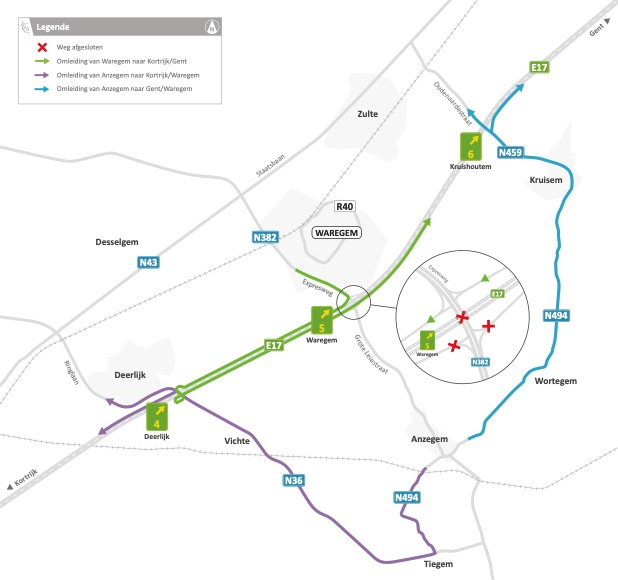 Legende
Weg afgesloten
Omleiding van Waregem naar Kortrijk/Gent
Omleiding van Anzegem naar Kortrijk/Waregem
Omleiding van Anzegem naar Gent/Waregem
Gent
E17
Zulte
Oudenaardestraat
6
Kruishoutem
N459
Kruisem
Staatsbaan
R40
WAREGEM
N382
Desselgem
N43
Expresweg
Expresweg
E17
5
Waregem
N382
5
Waregem
E17
N494
Grote Leiestraat
Ringlaan
Deerlijk
Wortegem
4
Deerlijk
Vichte
Anzegem
Kortrijk
N36
N494
Tiegem